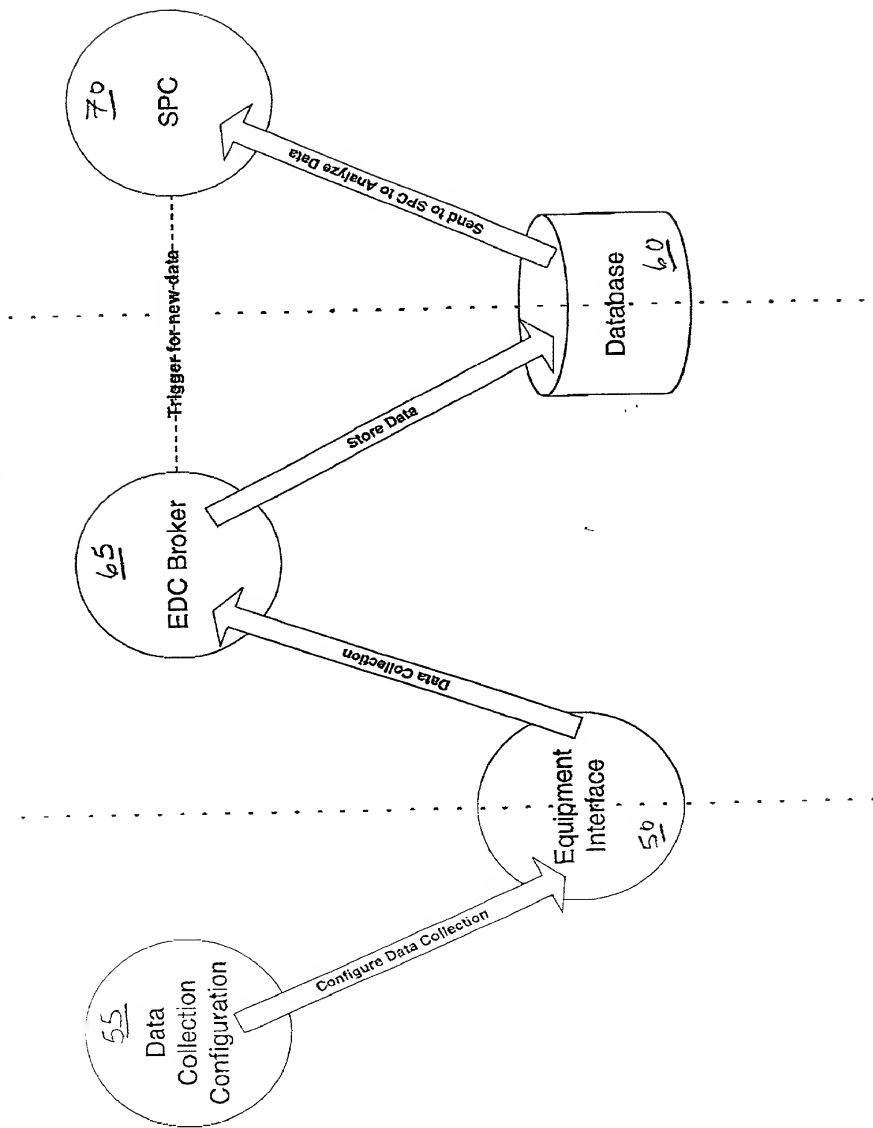 55
Data
Collection
Configuration
Configure Data Collection
Equipment
Interface
50
Data Collection
65
EDC Broker
Store Data
Trigger for new data
Database
60
Send to SPC to Analyze Data
70
SPC